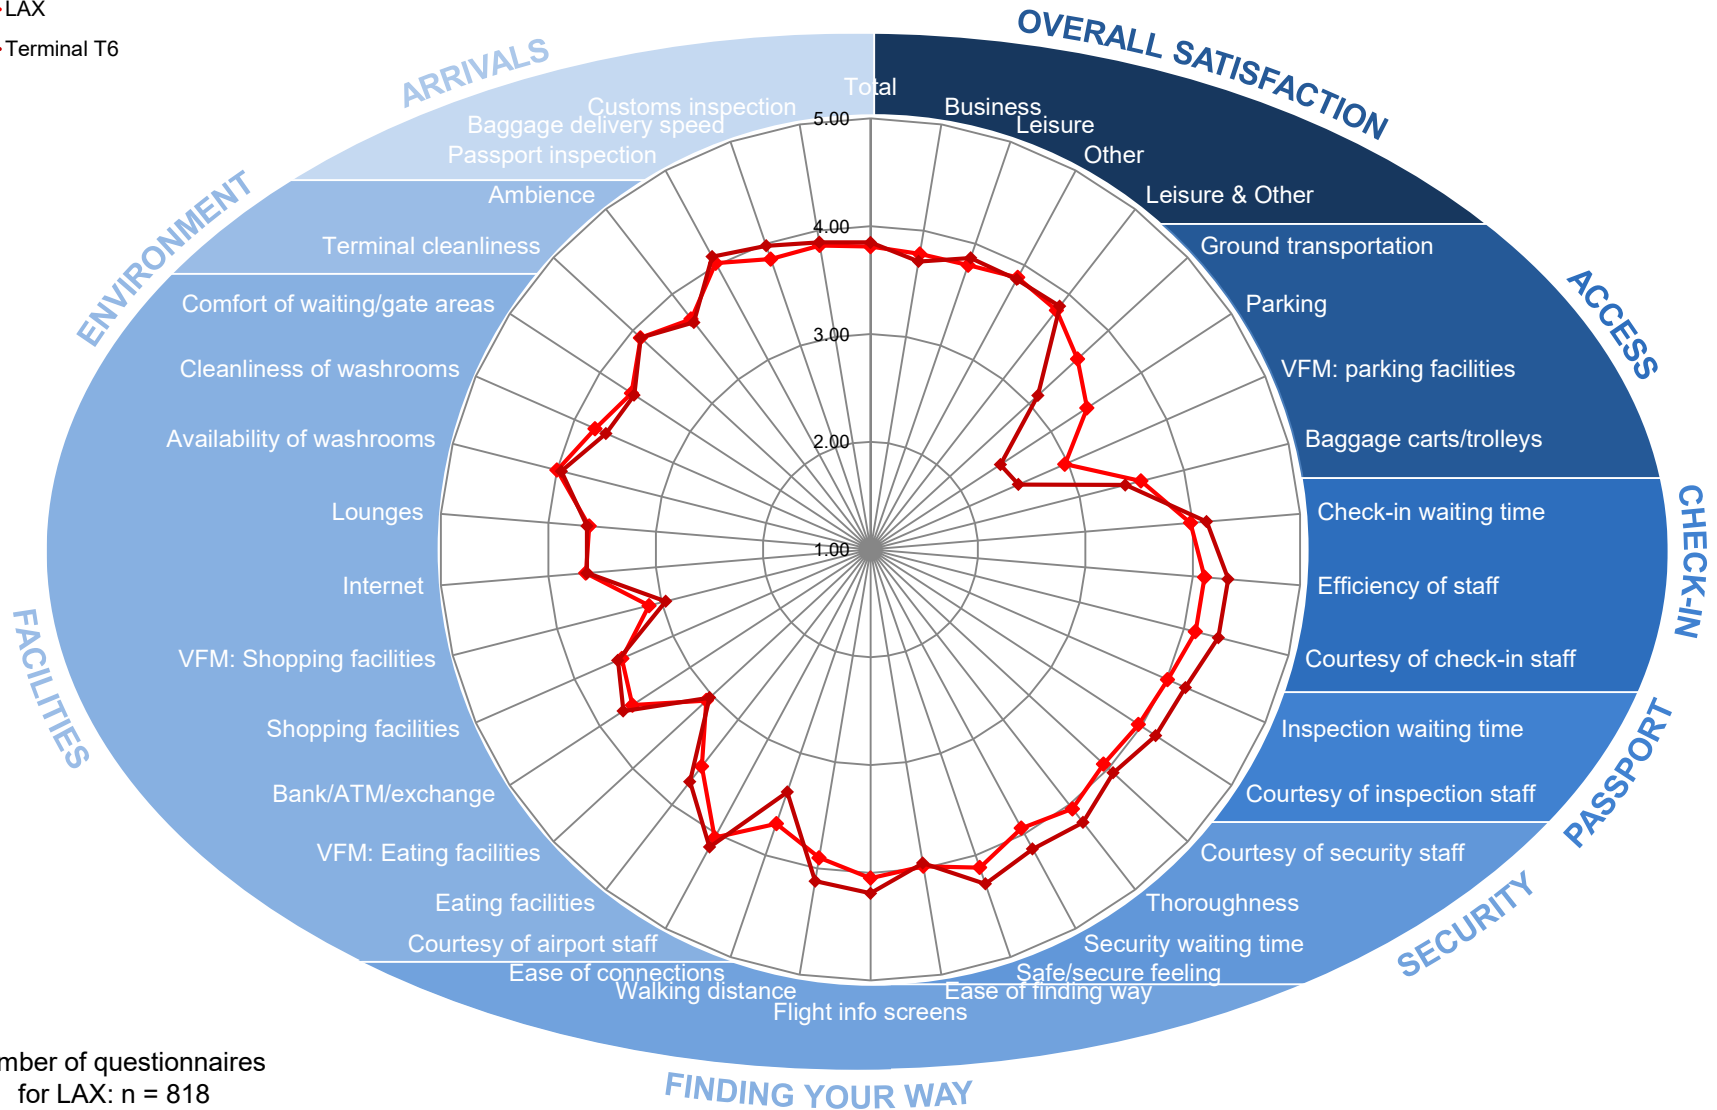 LAX
Terminal T6
OVERALL SATISFACTION
ARRIVALS
Total
Customs inspection
Business
Baggage delivery speed
5.00
Leisure
Passport inspection
Other
ENVIRONMENT
Ambience
Leisure & Other
4.00
Terminal cleanliness
Ground transportation
ACCESS
Comfort of waiting/gate areas
Parking
3.00
Cleanliness of washrooms
VFM: parking facilities
Availability of washrooms
2.00
Baggage carts/trolleys
Lounges
Check-in waiting time
CHECK-IN
1.00
Internet
Efficiency of staff
FACILITIES
VFM: Shopping facilities
Courtesy of check-in staff
Shopping facilities
Inspection waiting time
PASSPORT
Bank/ATM/exchange
Courtesy of inspection staff
VFM: Eating facilities
Courtesy of security staff
Eating facilities
Thoroughness
SECURITY
Courtesy of airport staff
Security waiting time
Ease of connections
Safe/secure feeling
Walking distance
Ease of finding way
Flight info screens
mber of questionnaires
for LAX: n = 818
FINDING YOUR WAY